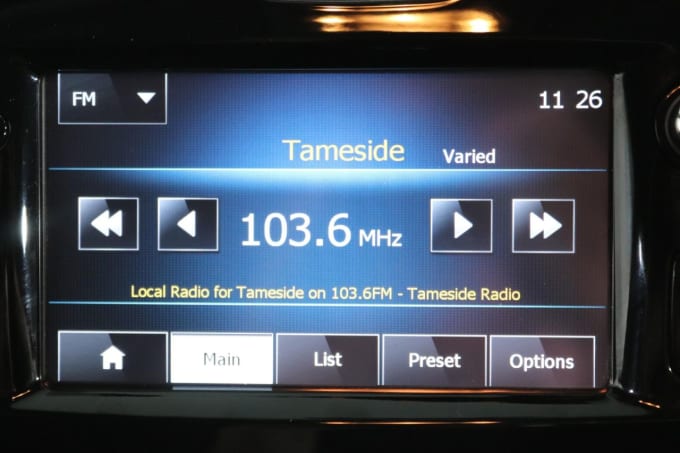 FM
11 26
Tameside Varied
103.6 MHz
Local Radio for Tameside on 103.6FM - Tameside Radio
Main List Preset Options